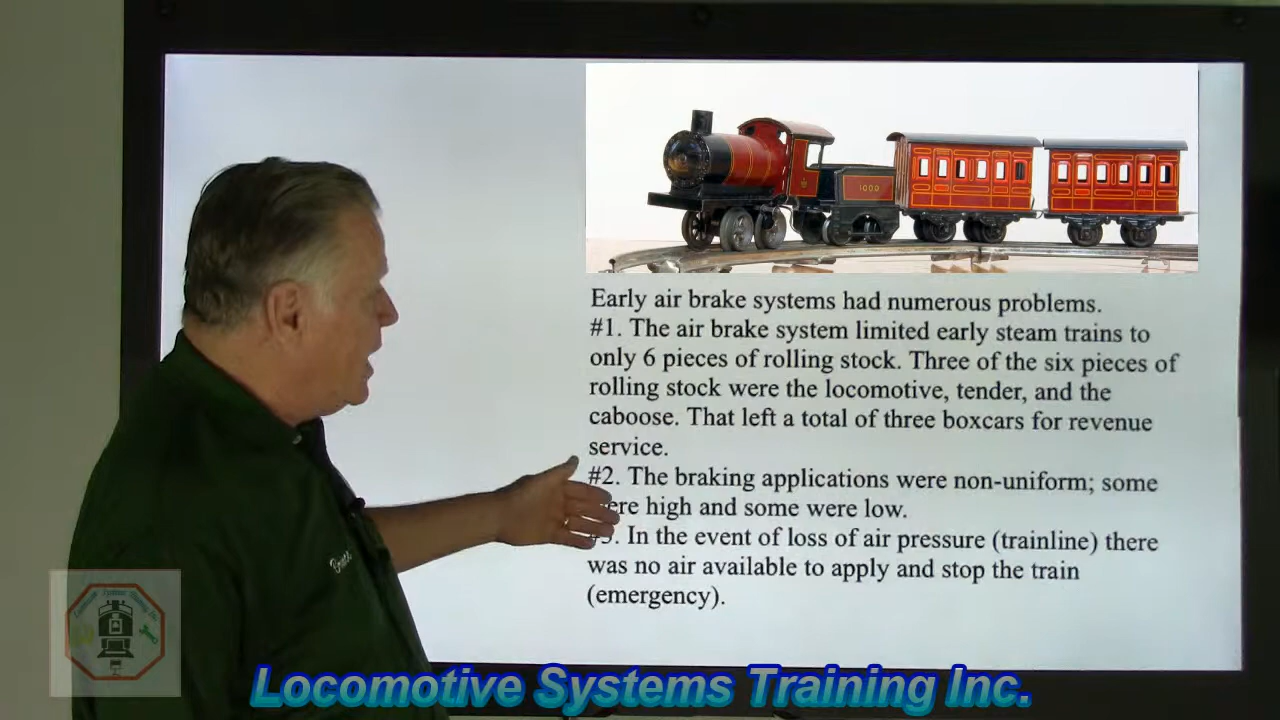 1000
Early air brake systems had numerous problems.
#1. The air brake system limited early steam trains to
only 6 pieces of rolling stock. Three of the six pieces of
rolling stock were the locomotive, tender, and the
caboose. That left a total of three boxcars for revenue
service.
#2. The braking applications were non-uniform; some
high and some were low.
In the event of loss of air pressure (trainline) there
was no air available to apply and stop the train
(emergency).
Locomotive Systems Training Inc.
Locomotive Systems Training Inc.